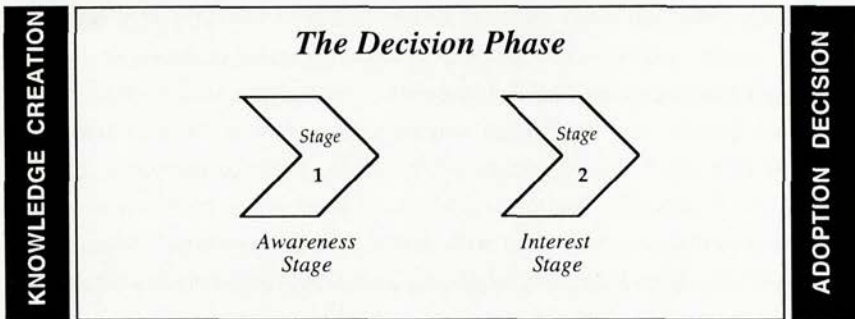 KNOWLEDGE CREATION
The Decision Phase
Stage
1
Awareness
Stage
Stage
2
Interest
Stage
ADOPTION DECISION